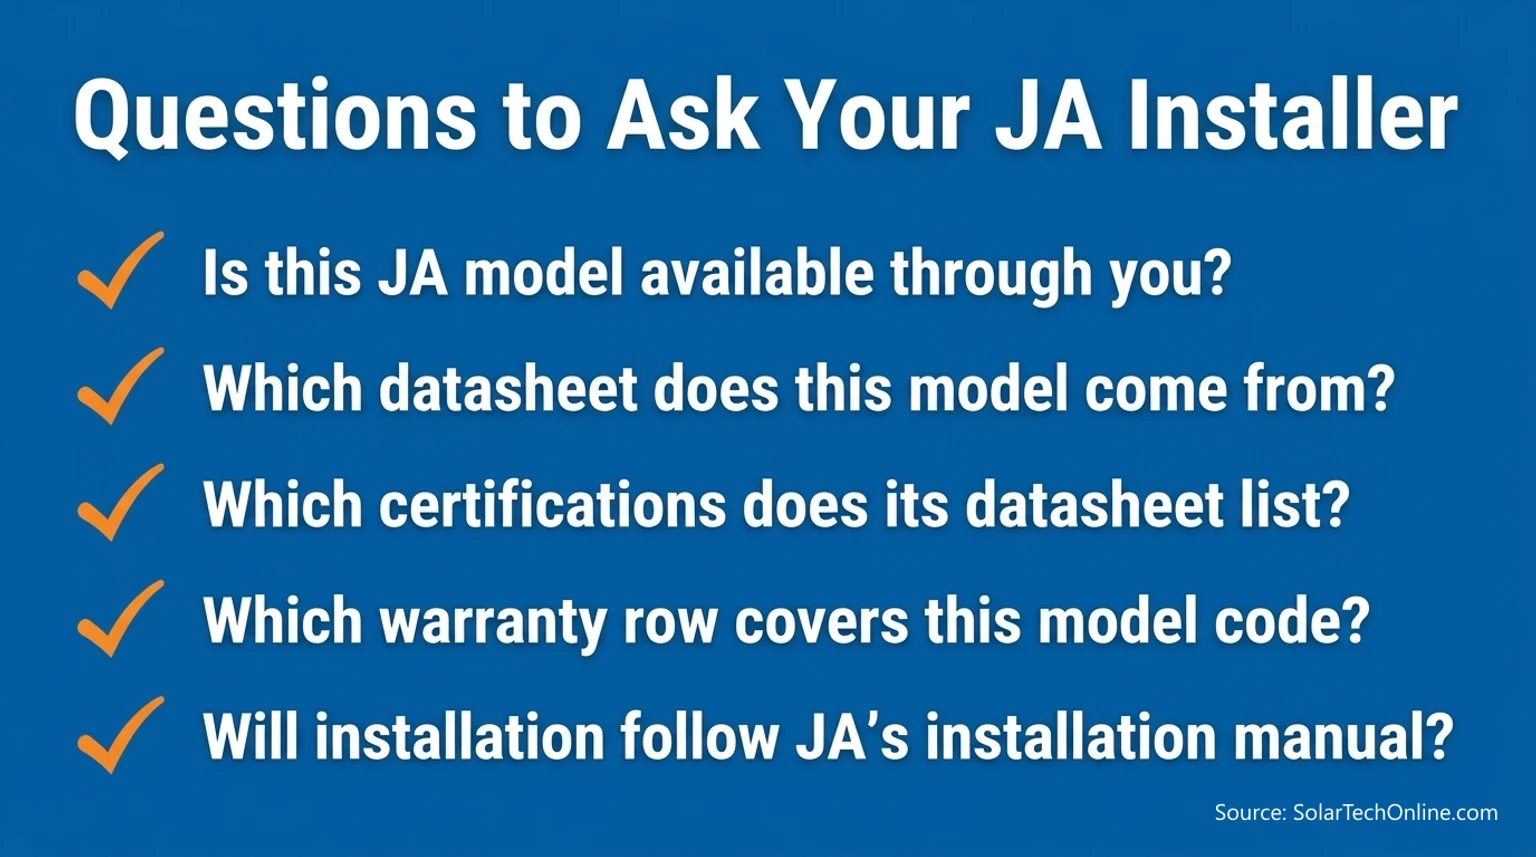 Questions to Ask Your JA Installer
Is this JA model available through you?
Which datasheet does this model come from?
Which certifications does its datasheet list?
Which warranty row covers this model code?
Will installation follow JA’s installation manual?
Source: SolarTechOnline.com